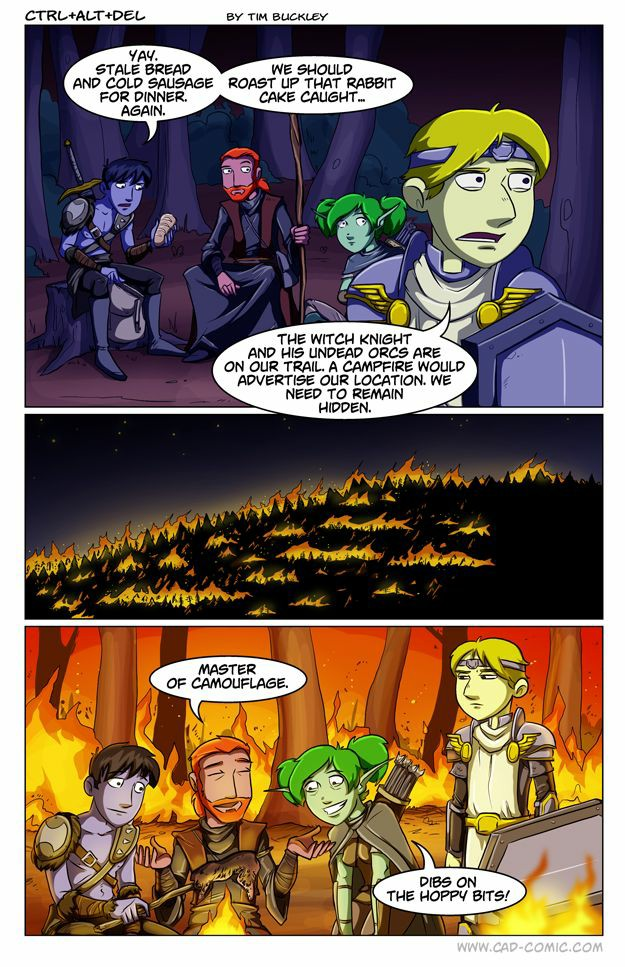 CTRL+ALT+DEL BY TIM BUCKLEY
YAY.
STALE BREAD
AND COLD SAUSAGE
FOR DINNER.
AGAIN.
WE SHOULD
ROAST UP THAT RABBIT
CAKE CAUGHT...
THE WITCH KNIGHT
AND HIS UNDEAD ORCS ARE
ON OUR TRAIL. A CAMPFIRE WOULD
ADVERTISE OUR LOCATION. WE
NEED TO REMAIN
HIDDEN.
MASTER
OF CAMOUFLAGE.
DIBS ON
THE HOPPY BITS!
WWW.CAD-COMIC.COM